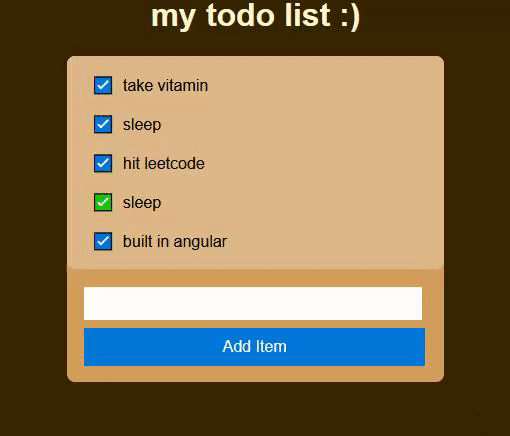 my todo list :)
take vitamin
sleep
hit leetcode
sleep
built in angular
Add Item